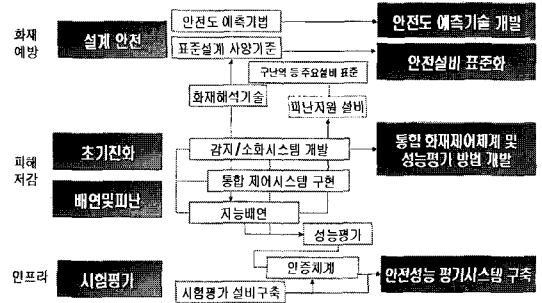 화재
예방
설계 안전
안전도 예측기법
안전도 예측기술 개발
표준설계 사양기준
안전설비 표준화
구난역 등 주요설비 표준
화재해석기술
피난지원 설비
피해
저감
초기진화
감지/소화시스템 개발
통합 화재제어체계 및
성능평가 방법 개발
통합 제어시스템 구현
배연및피난
지능배연
성능평가
인프라
시험평가
인증체계
안전성능 평가시스템 구축
시험평가 설비구축